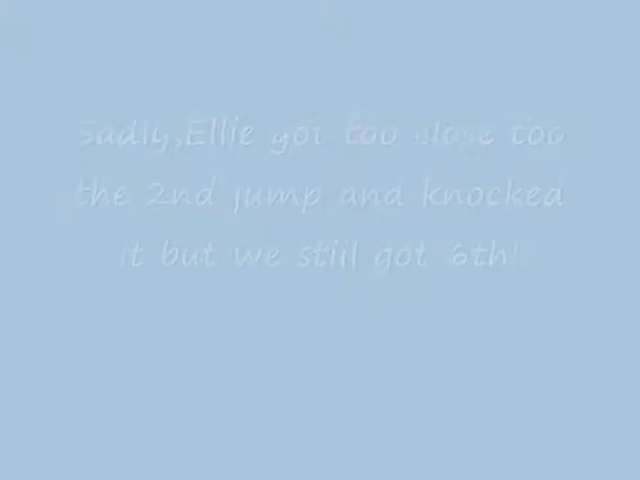 Sadly,Ellie got too close too
the 2nd jump and knocked
it but we still got 6th!